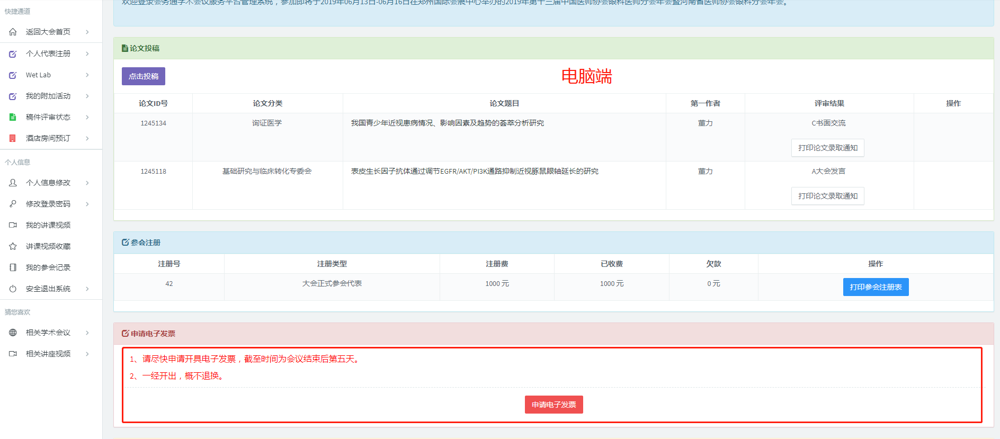 快捷通道
返回大会首页
个人代表注册
Wet Lab
我的附加活动
稿件评审状态
酒店房间预订
个人信息
个人信息修改
修改登录密码
我的讲课视频
讲课视频收藏
我的参会记录
安全退出系统
猜您喜欢
相关学术会议
相关讲座视频
欢迎登录会务通学术会议服务平台管理系统，参加即将于2019年06月13日-06月16日在郑州国际会展中心举办的2019年第十三届中国医师协会眼科医师分会年会暨河南省医师协会眼科分会年会。
论文投稿
点击投稿
电脑端
论文ID号 论文分类 论文题目 第一作者 评审结果 操作
1245134 询证医学 我国青少年近视患病情况、影响因素及趋势的荟萃分析研究 董力 C书面交流
打印论文录取通知
1245118 基础研究与临床转化专委会 表皮生长因子抗体通过调节EGFR/AKT/PI3K通路抑制近视豚鼠眼轴延长的研究 董力 A大会发言
打印论文录取通知
参会注册
注册号 注册类型 注册费 已收费 欠款 操作
42 大会正式参会代表 1000 元 1000 元 0 元 打印参会注册表
申请电子发票
1、请尽快申请开具电子发票，截至时间为会议结束后第五天。
2、一经开出，概不退换。
申请电子发票